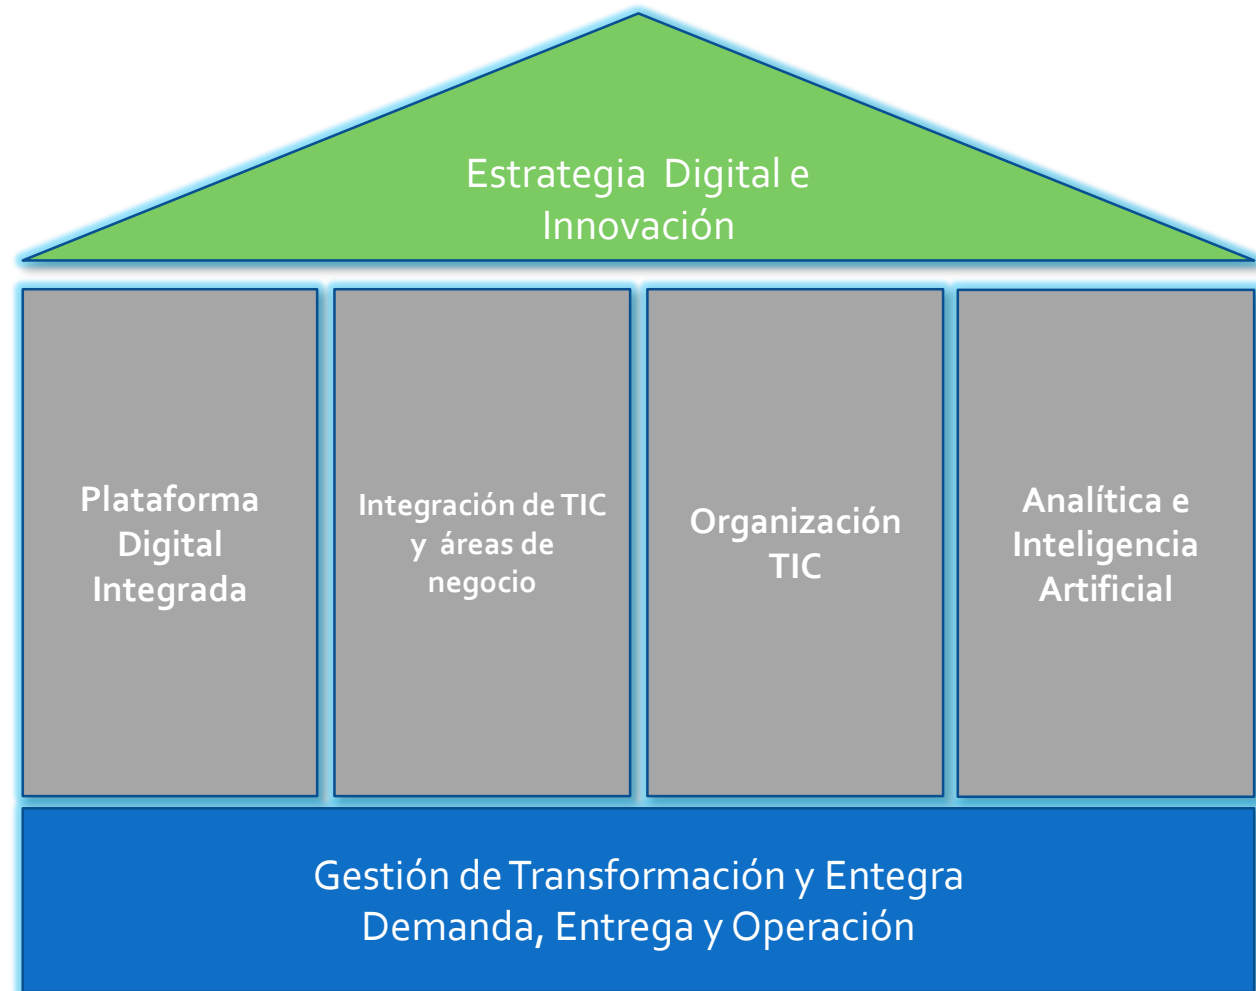 Estrategia Digital e
Innovación
Plataforma
Digital
Integrada
Integración de TIC
y áreas de
negocio
Organización
TIC
Analítica e
Inteligencia
Artificial
Gestión de Transformación y Entegra
Demanda, Entrega y Operación